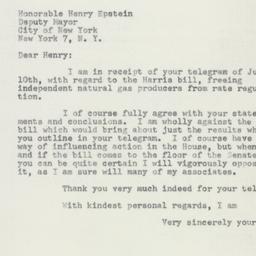 Honorable Henry Epstein
Deputy Mayor
City of New York
New York 7, N. Y.
Dear Henry:
I am in receipt of your telegram of Ju
10th, with regard to the Harris bill, freeing
independent natural gas producers from rate regu
tion.
I of course fully agree with your state
ments and conclusions. I am wholly against the
bill which would bring about just the results wh
you outline in your telegram. I of course have
way of influencing action in the House, but when
and if the bill comes to the floor of the Senate
you can be quite certain I will vigorously oppos
it, as I am sure will many of my associates.
Thank you very much indeed for your tel
With kindest personal regards, I am
Very sincerely your